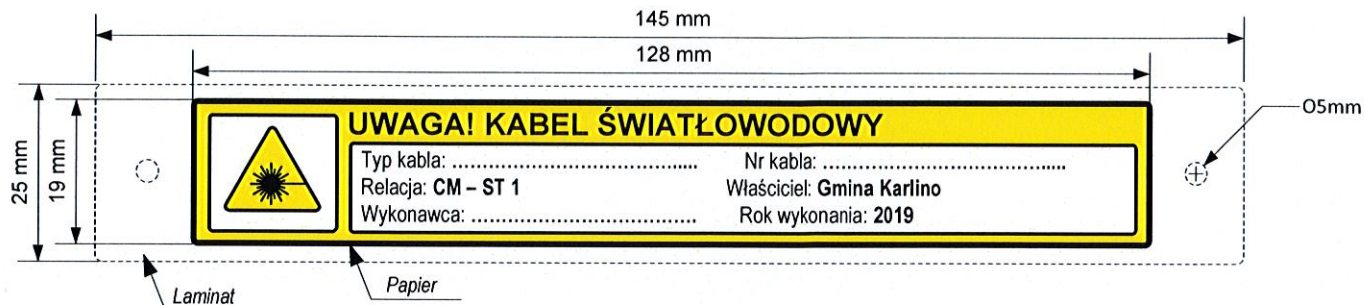 145 mm
128 mm
25 mm
19 mm
O5mm
UWAGA! KABEL ŚWIATŁOWODOWY
Typ kabla: ........................................ Nr kabla: ........................................
Relacja: CM – ST 1 Właściciel: Gmina Karlino
Wykonawca: ..................................... Rok wykonania: 2019
Laminat
Papier